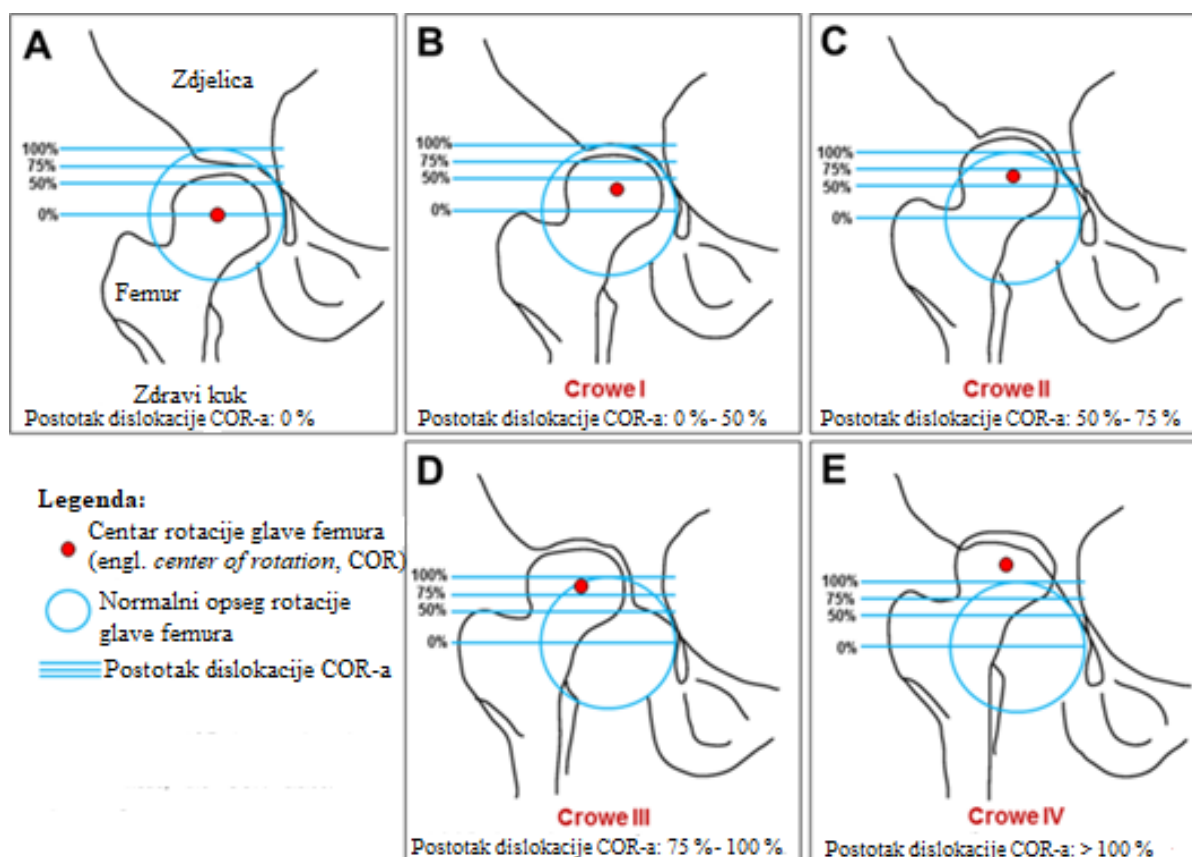 A
Zdjelica
100%
75%
50%
0%
Femur
Zdravi kuk
Postotak dislokacije COR-a: 0 %
B
100%
75%
50%
0%
Crowe I
Postotak dislokacije COR-a: 0 %- 50 %
C
100%
75%
50%
0%
Crowe II
Postotak dislokacije COR-a: 50 %- 75 %
Legenda:
Centar rotacije glave femura
(engl. center of rotation, COR)
Normalni opseg rotacije
glave femura
Postotak dislokacije COR-a
D
100%
75%
50%
0%
Crowe III
Postotak dislokacije COR-a: 75 %- 100 %
E
100%
75%
50%
0%
Crowe IV
Postotak dislokacije COR-a: > 100 %